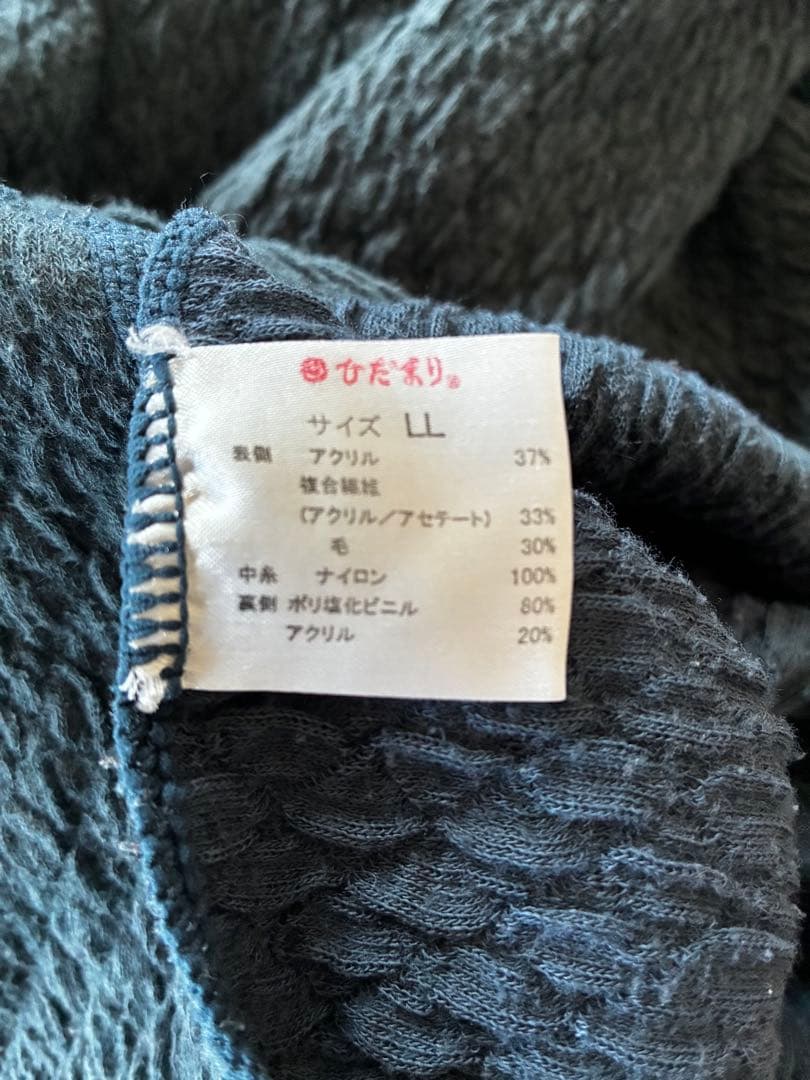 ひだまり
サイズ LL
表側 アクリル 37%
複合繊維
(アクリル／アセテート) 33%
毛 30%
中糸 ナイロン 100%
裏側 ポリ塩化ビニル 80%
アクリル 20%